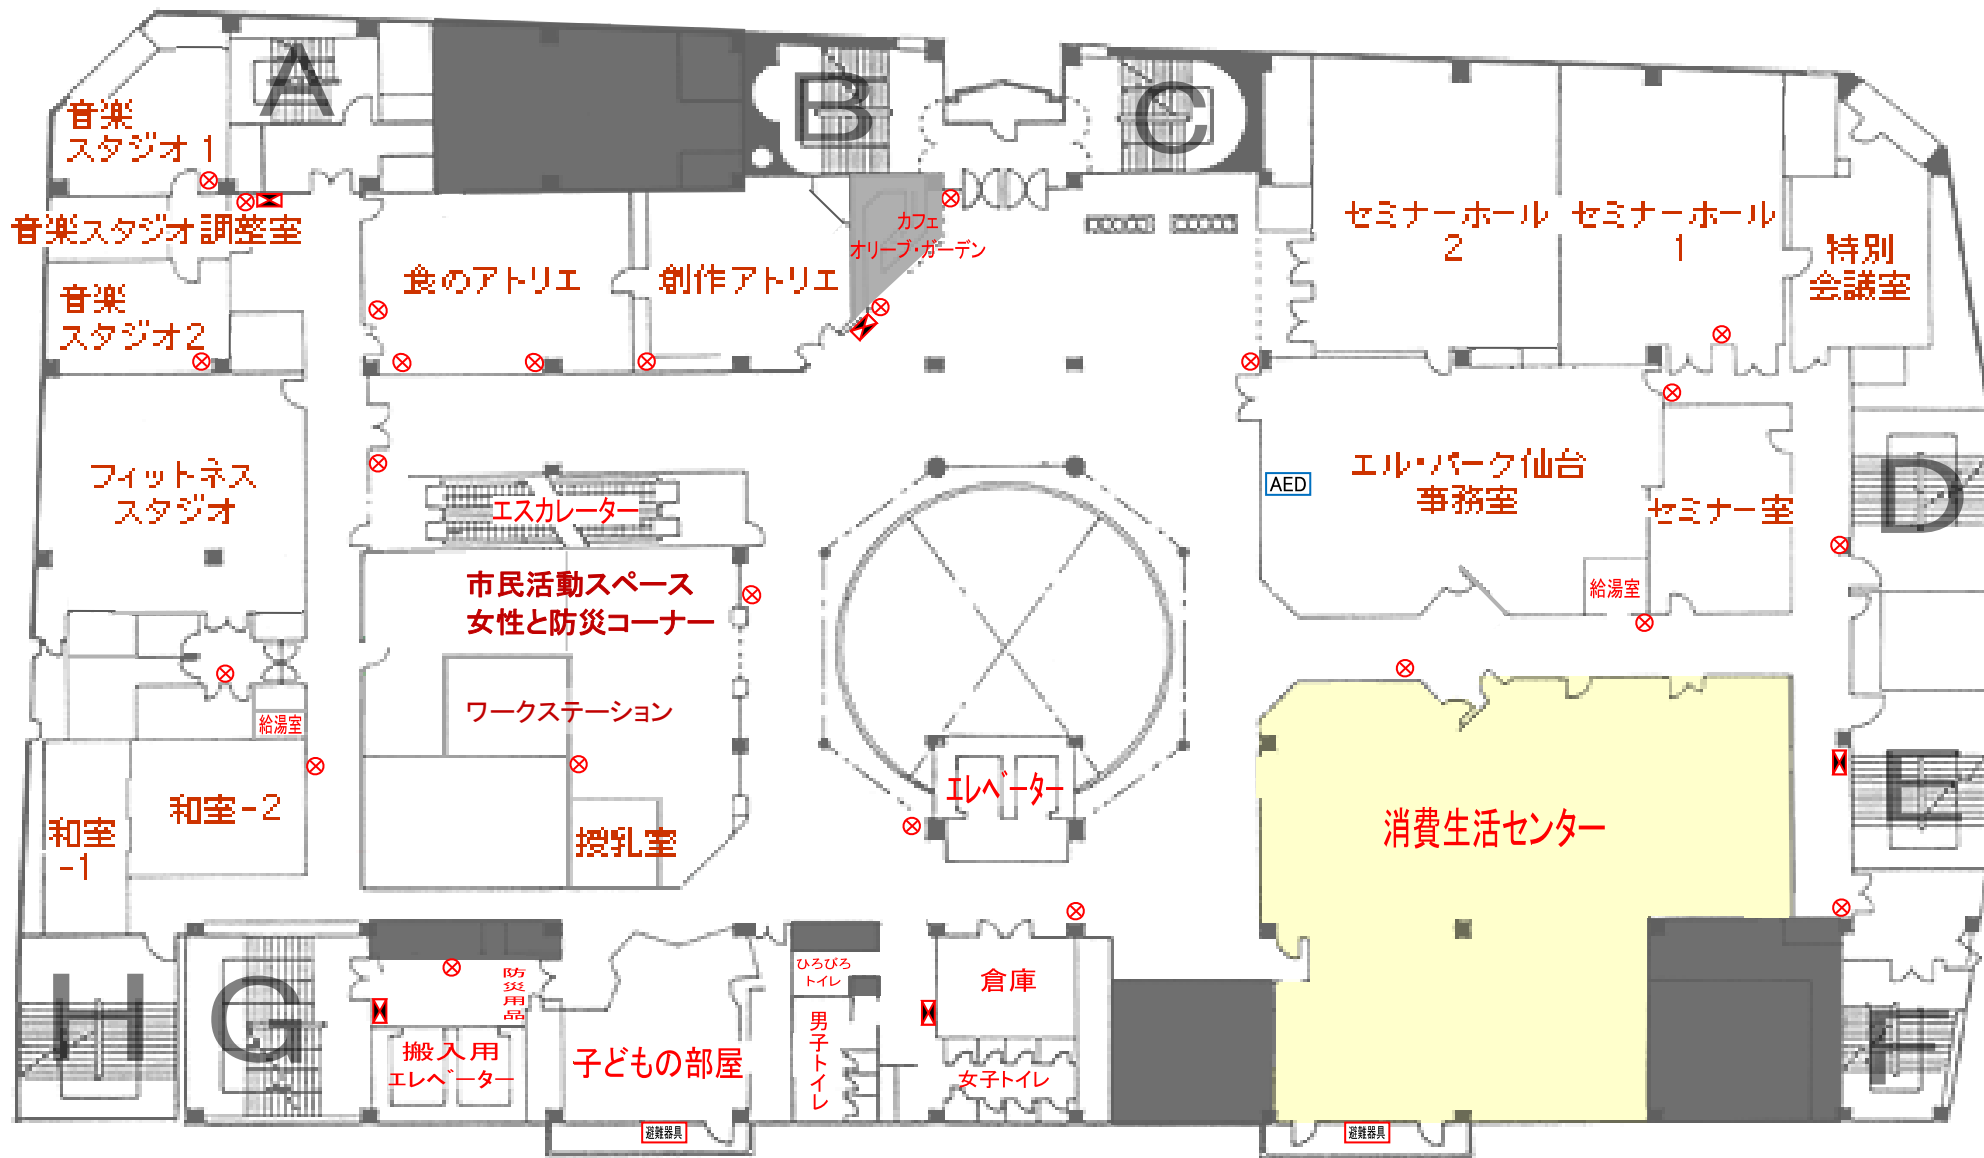 A
B
C
音楽
スタジオ 1
音楽スタジオ調整室
音楽
スタジオ2
食のアトリエ
創作アトリエ
カフェ
オリーブ・ガーデン
セミナーホール
2
セミナーホール
1
特別
会議室
フィットネス
スタジオ
エスカレーター
AED
エル・パーク仙台
事務室
セミナー室
D
給湯室
市民活動スペース
女性と防災コーナー
ワークステーション
給湯室
和室
-1
和室-2
授乳室
エレベーター
消費生活センター
E
H
G
防災用品
搬入用
エレベーター
子どもの部屋
ひろびろ
トイレ
男子トイレ
倉庫
女子トイレ
F
避難器具
避難器具